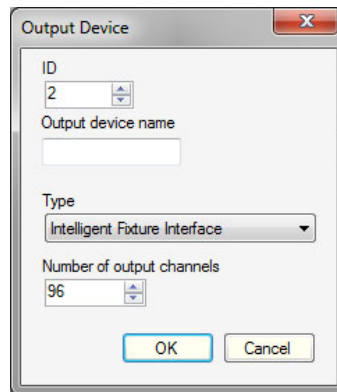 Output Device
ID
2
Output device name
Type
Intelligent Fixture Interface
Number of output channels
96
OK Cancel